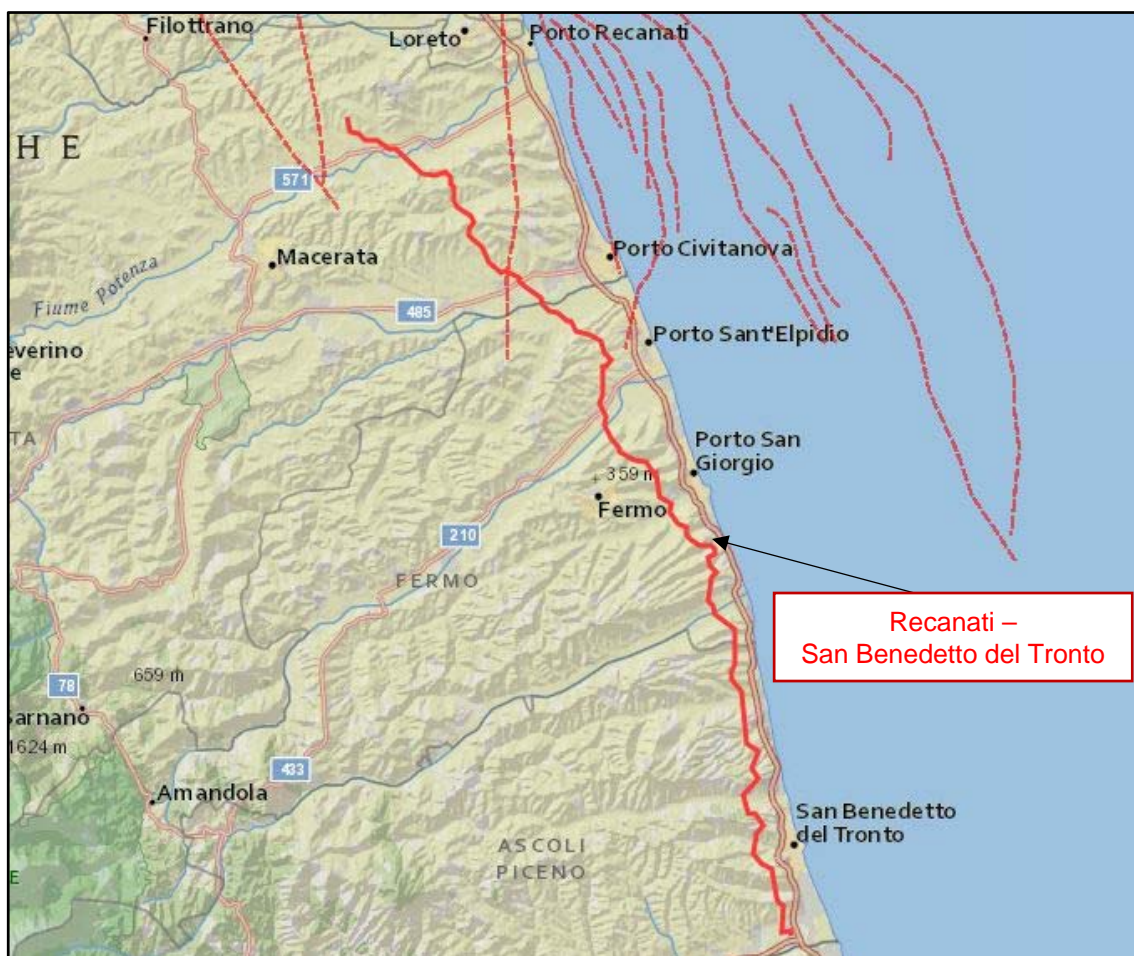 Filottrano
Loreto
Porto Recanati
H E
571
Macerata
Porto Civitanova
Fiume Potenza
485
Porto Sant'Elpidio
everino
e
TA
Porto San
Giorgio
359 m
Fermo
210
FERMO
Recanati –
San Benedetto del Tronto
659 m
78
Sarnano
1624 m
433
Amandola
San Benedetto
del Tronto
ASCOLI
PICENO
E